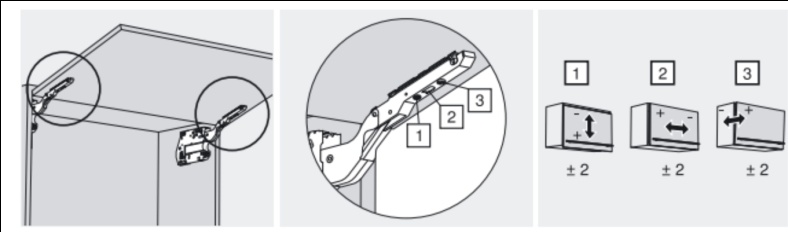 1 2 3
3
2
1
- + - - +
+
± 2 ± 2 ± 2